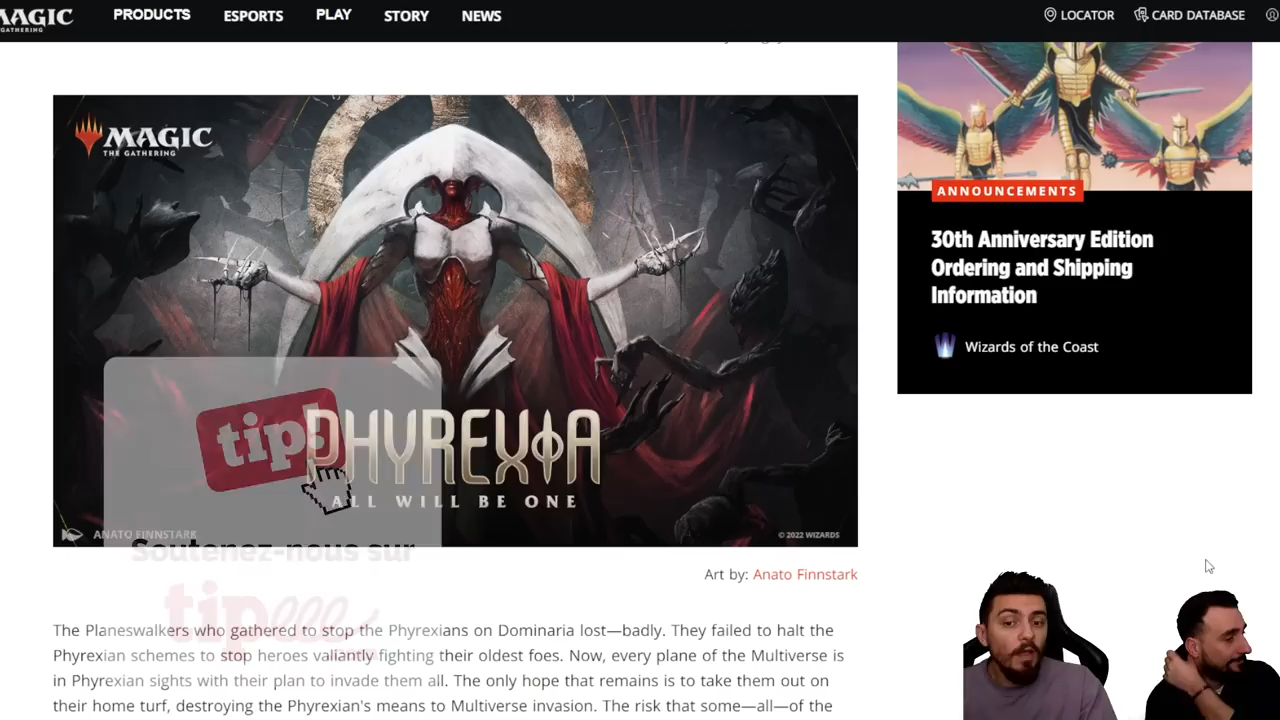 MAGIC
THE GATHERING
PRODUCTS
ESPORTS
PLAY
STORY
NEWS
LOCATOR
CARD DATABASE
MAGIC
THE GATHERING
tip!
PHYREXIA
ALL WILL BE ONE
ANATO FINNSTARK
© 2022 WIZARDS
Soutenez-nous sur
tipeee
Art by: Anato Finnstark
The Planeswalkers who gathered to stop the Phyrexians on Dominaria lost—badly. They failed to halt the
Phyrexian schemes to stop heroes valiantly fighting their oldest foes. Now, every plane of the Multiverse is
in Phyrexian sights with their plan to invade them all. The only hope that remains is to take them out on
their home turf, destroying the Phyrexian's means to Multiverse invasion. The risk that some—all—of the
ANNOUNCEMENTS
30th Anniversary Edition
Ordering and Shipping
Information
Wizards of the Coast